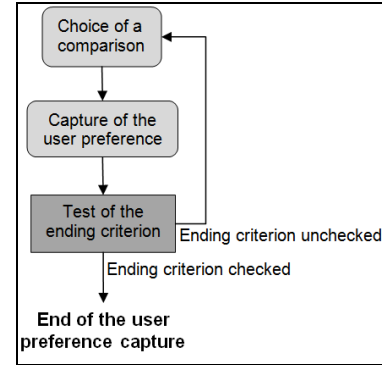 Choice of a
comparison
Capture of the
user preference
Test of the
ending criterion
Ending criterion unchecked
Ending criterion checked
End of the user
preference capture